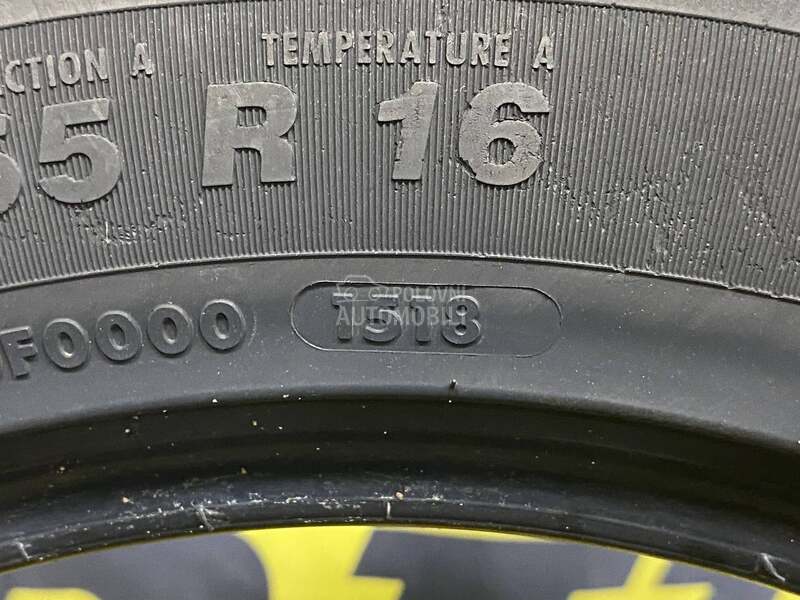 TEMPERATURE A
55 R 16
F0000 1518
POLOVNI
AUTOMOBILI